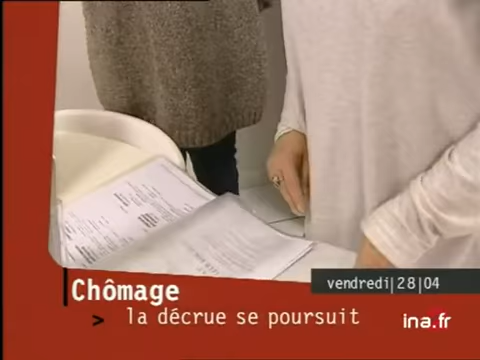 vendredi|28|04
Chômage
> la décrue se poursuit
ina.fr